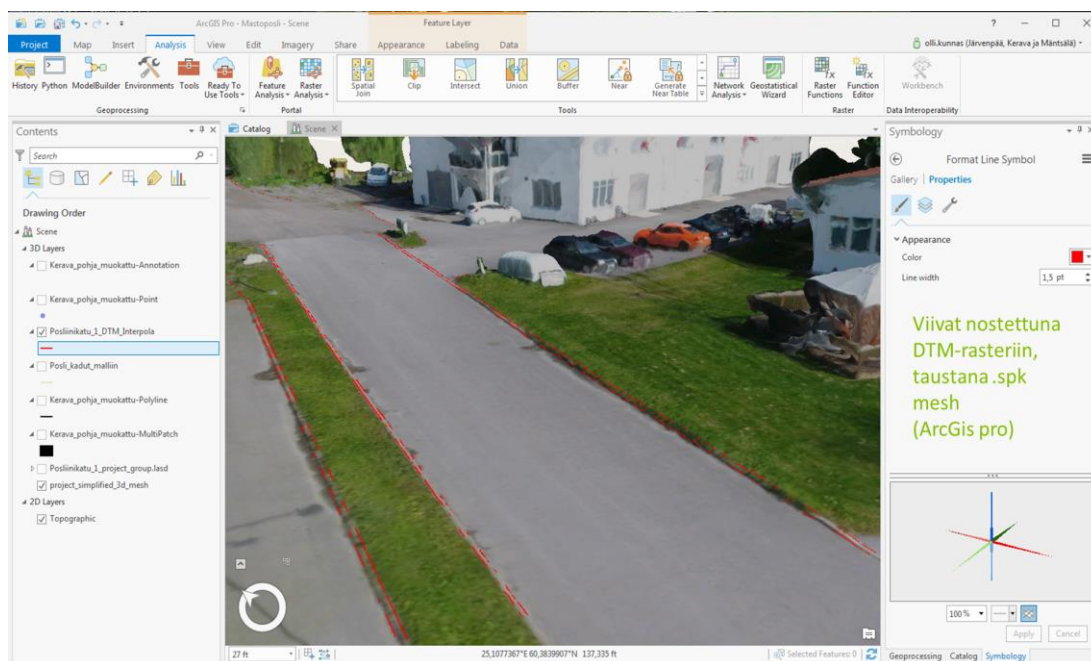 ArcGIS Pro - Mastoposli - Scene
Feature Layer
?
Project Map Insert Analysis View Edit Imagery Share Appearance Labeling Data
olli.kunnas (Järvenpää, Kerava ja Mäntsälä)
History Python ModelBuilder Environments Tools Ready To Use Tools
Feature Analysis Raster Analysis
Spatial Join Clip Intersect Union Buffer Near Generate Near Table
Network Analysis Geostatistical Wizard
Raster Functions Function Editor
Workbench
Geoprocessing Portal Tools Raster Data Interoperability
Contents
Search
Drawing Order
Scene
3D Layers
Kerava_pohja_muokattu-Annotation
Kerava_pohja_muokattu-Point
Posliinikatu_1_DTM_Interpola
Posli_kadut_malliin
Kerava_pohja_muokattu-Polyline
Kerava_pohja_muokattu-MultiPatch
Posliinikatu_1_project_group.lasd
project_simplified_3d_mesh
2D Layers
Topographic
Catalog Scene
27 ft
25,1077367°E 60,3839907°N 137,335 ft
Selected Features: 0
Symbology
Format Line Symbol
Gallery Properties
Appearance
Color
Line width 1,5 pt
Viivat nostettuna
DTM-rasteriin,
taustana .spk
mesh
(ArcGis pro)
100%
Apply Cancel
Geoprocessing Catalog Symbology